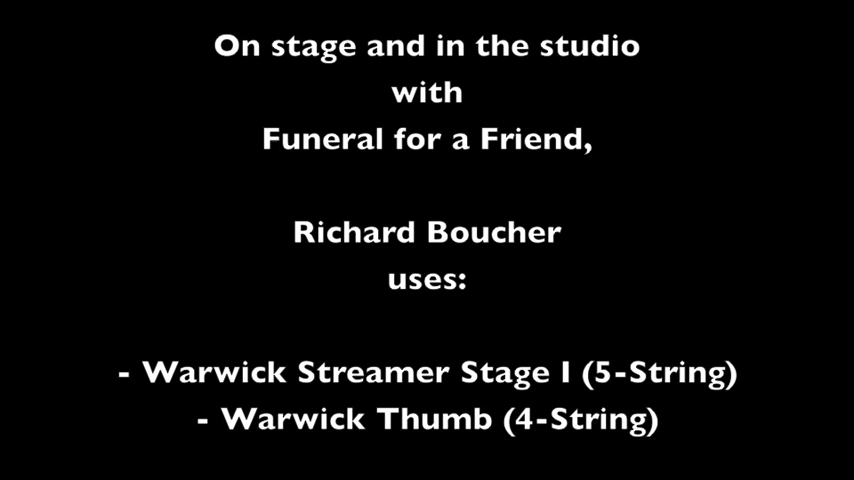 On stage and in the studio
with
Funeral for a Friend,
Richard Boucher
uses:
- Warwick Streamer Stage I (5-String)
- Warwick Thumb (4-String)